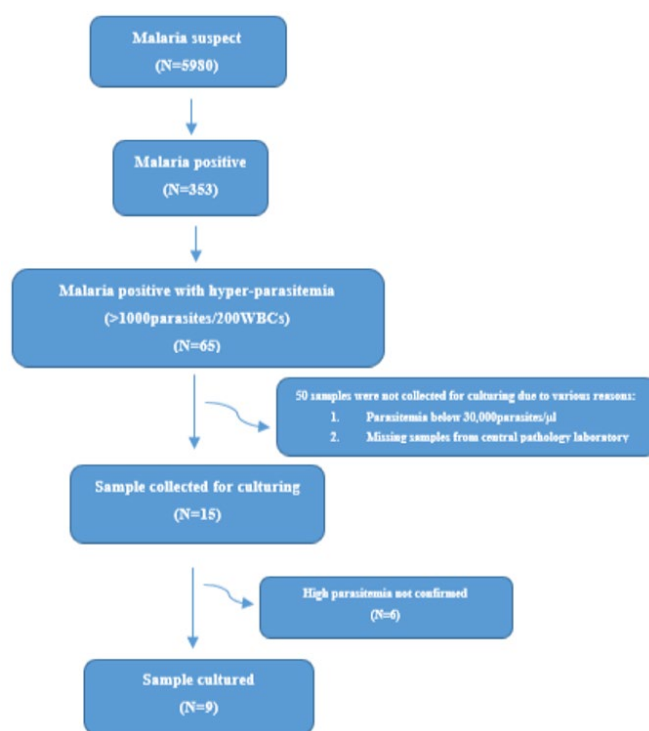 Malaria suspect
(N=5980)
Malaria positive
(N=353)
Malaria positive with hyper-parasitemia
(>1000parasites/200WBCs)
(N=65)
50 samples were not collected for culturing due to various reasons:
1. Parasitemia below 30,000parasites/µl
2. Missing samples from central pathology laboratory
Sample collected for culturing
(N=15)
High parasitemia not confirmed
(N=6)
Sample cultured
(N=9)